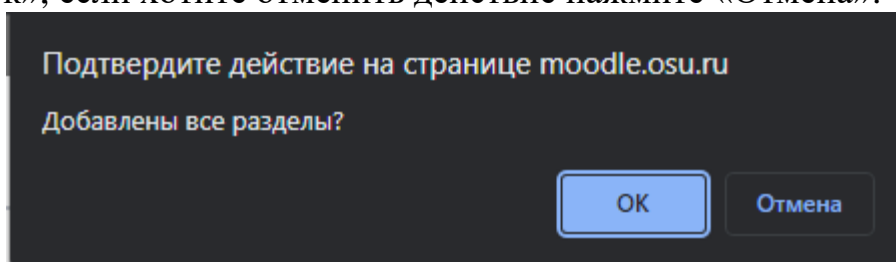 к», если хотите отменить действие нажмите «Отмена».
Подтвердите действие на странице moodle.osu.ru
Добавлены все разделы?
ОК Отмена